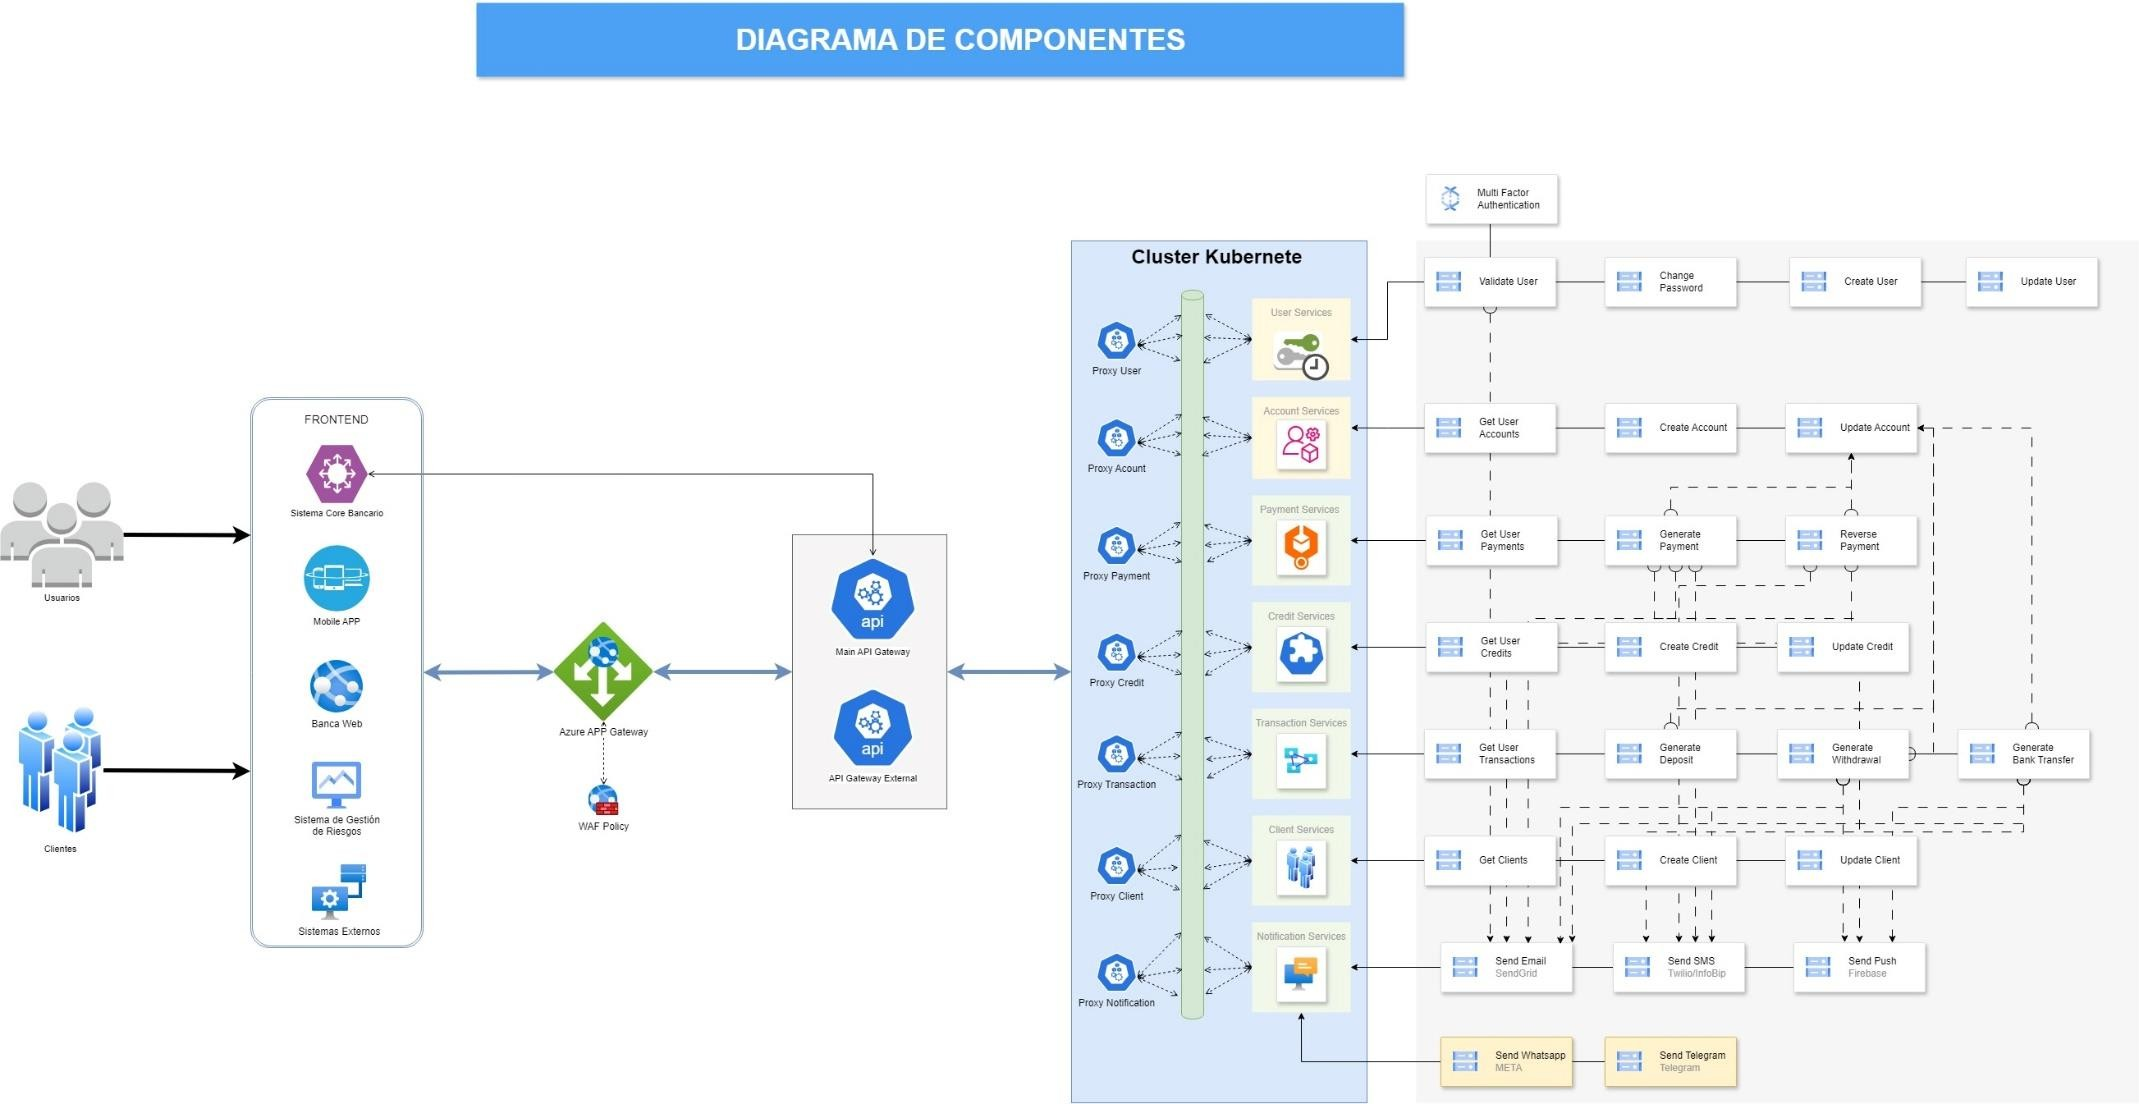 DIAGRAMA DE COMPONENTES
Usuarios
Clientes
FRONTEND
Sistema Core Bancario
Mobile APP
Banca Web
Sistema de Gestión
de Riesgos
Sistemas Externos
Azure APP Gateway
WAF Policy
api
Main API Gateway
api
API Gateway External
Cluster Kubernete
Proxy User
Proxy Acount
Proxy Payment
Proxy Credit
Proxy Transaction
Proxy Client
Proxy Notification
User Services
Account Services
Payment Services
Credit Services
Transaction Services
Client Services
Notification Services
Multi Factor
Authentication
Validate User
Change
Password
Create User
Update User
Get User
Accounts
Create Account
Update Account
Get User
Payments
Generate
Payment
Reverse
Payment
Get User
Credits
Create Credit
Update Credit
Get User
Transactions
Generate
Deposit
Generate
Withdrawal
Generate
Bank Transfer
Get Clients
Create Client
Update Client
Send Email
SendGrid
Send SMS
Twilio/InfoBip
Send Push
Firebase
Send Whatsapp
META
Send Telegram
Telegram